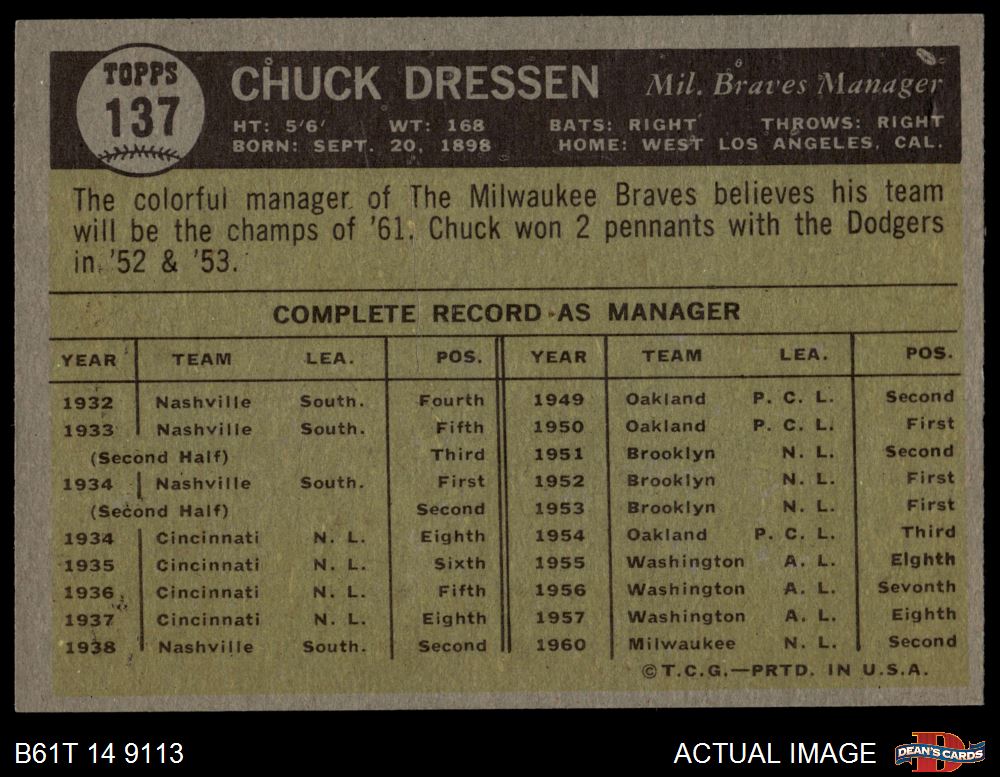 TOPPS
137
CHUCK DRESSEN Mil. Braves Manager
HT: 5'6' WT: 168 BATS: RIGHT THROWS: RIGHT
BORN: SEPT. 20, 1898 HOME: WEST LOS ANGELES, CAL.
The colorful manager of The Milwaukee Braves believes his team
will be the champs of '61. Chuck won 2 pennants with the Dodgers
in '52 & '53.
COMPLETE RECORD AS MANAGER
YEAR TEAM LEA. POS. YEAR TEAM LEA. POS.
1932 Nashville South. Fourth 1949 Oakland P. C. L. Second
1933 Nashville South. Fifth 1950 Oakland P. C. L. First
(Second Half) Third 1951 Brooklyn N. L. Second
1934 Nashville South. First 1952 Brooklyn N. L. First
(Second Half) Second 1953 Brooklyn N. L. First
1934 Cincinnati N. L. Eighth 1954 Oakland P. C. L. Third
1935 Cincinnati N. L. Sixth 1955 Washington A. L. Eighth
1936 Cincinnati N. L. Fifth 1956 Washington A. L. Sevonth
1937 Cincinnati N. L. Eighth 1957 Washington A. L. Eighth
1938 Nashville South. Second 1960 Milwaukee N. L. Second
©T.C.G.—PRTD. IN U.S.A.
B61T 14 9113 ACTUAL IMAGE DEAN'S CARDS